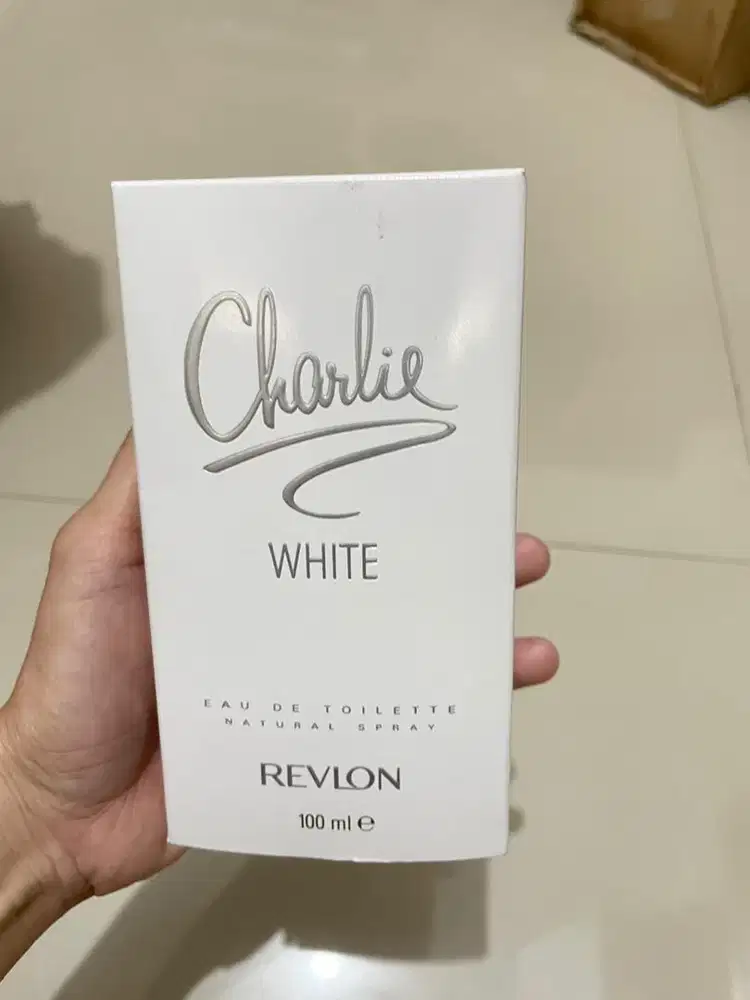 Charlie
WHITE
EAU DE TOILETTE
NATURAL SPRAY
REVLON
100 ml ℮